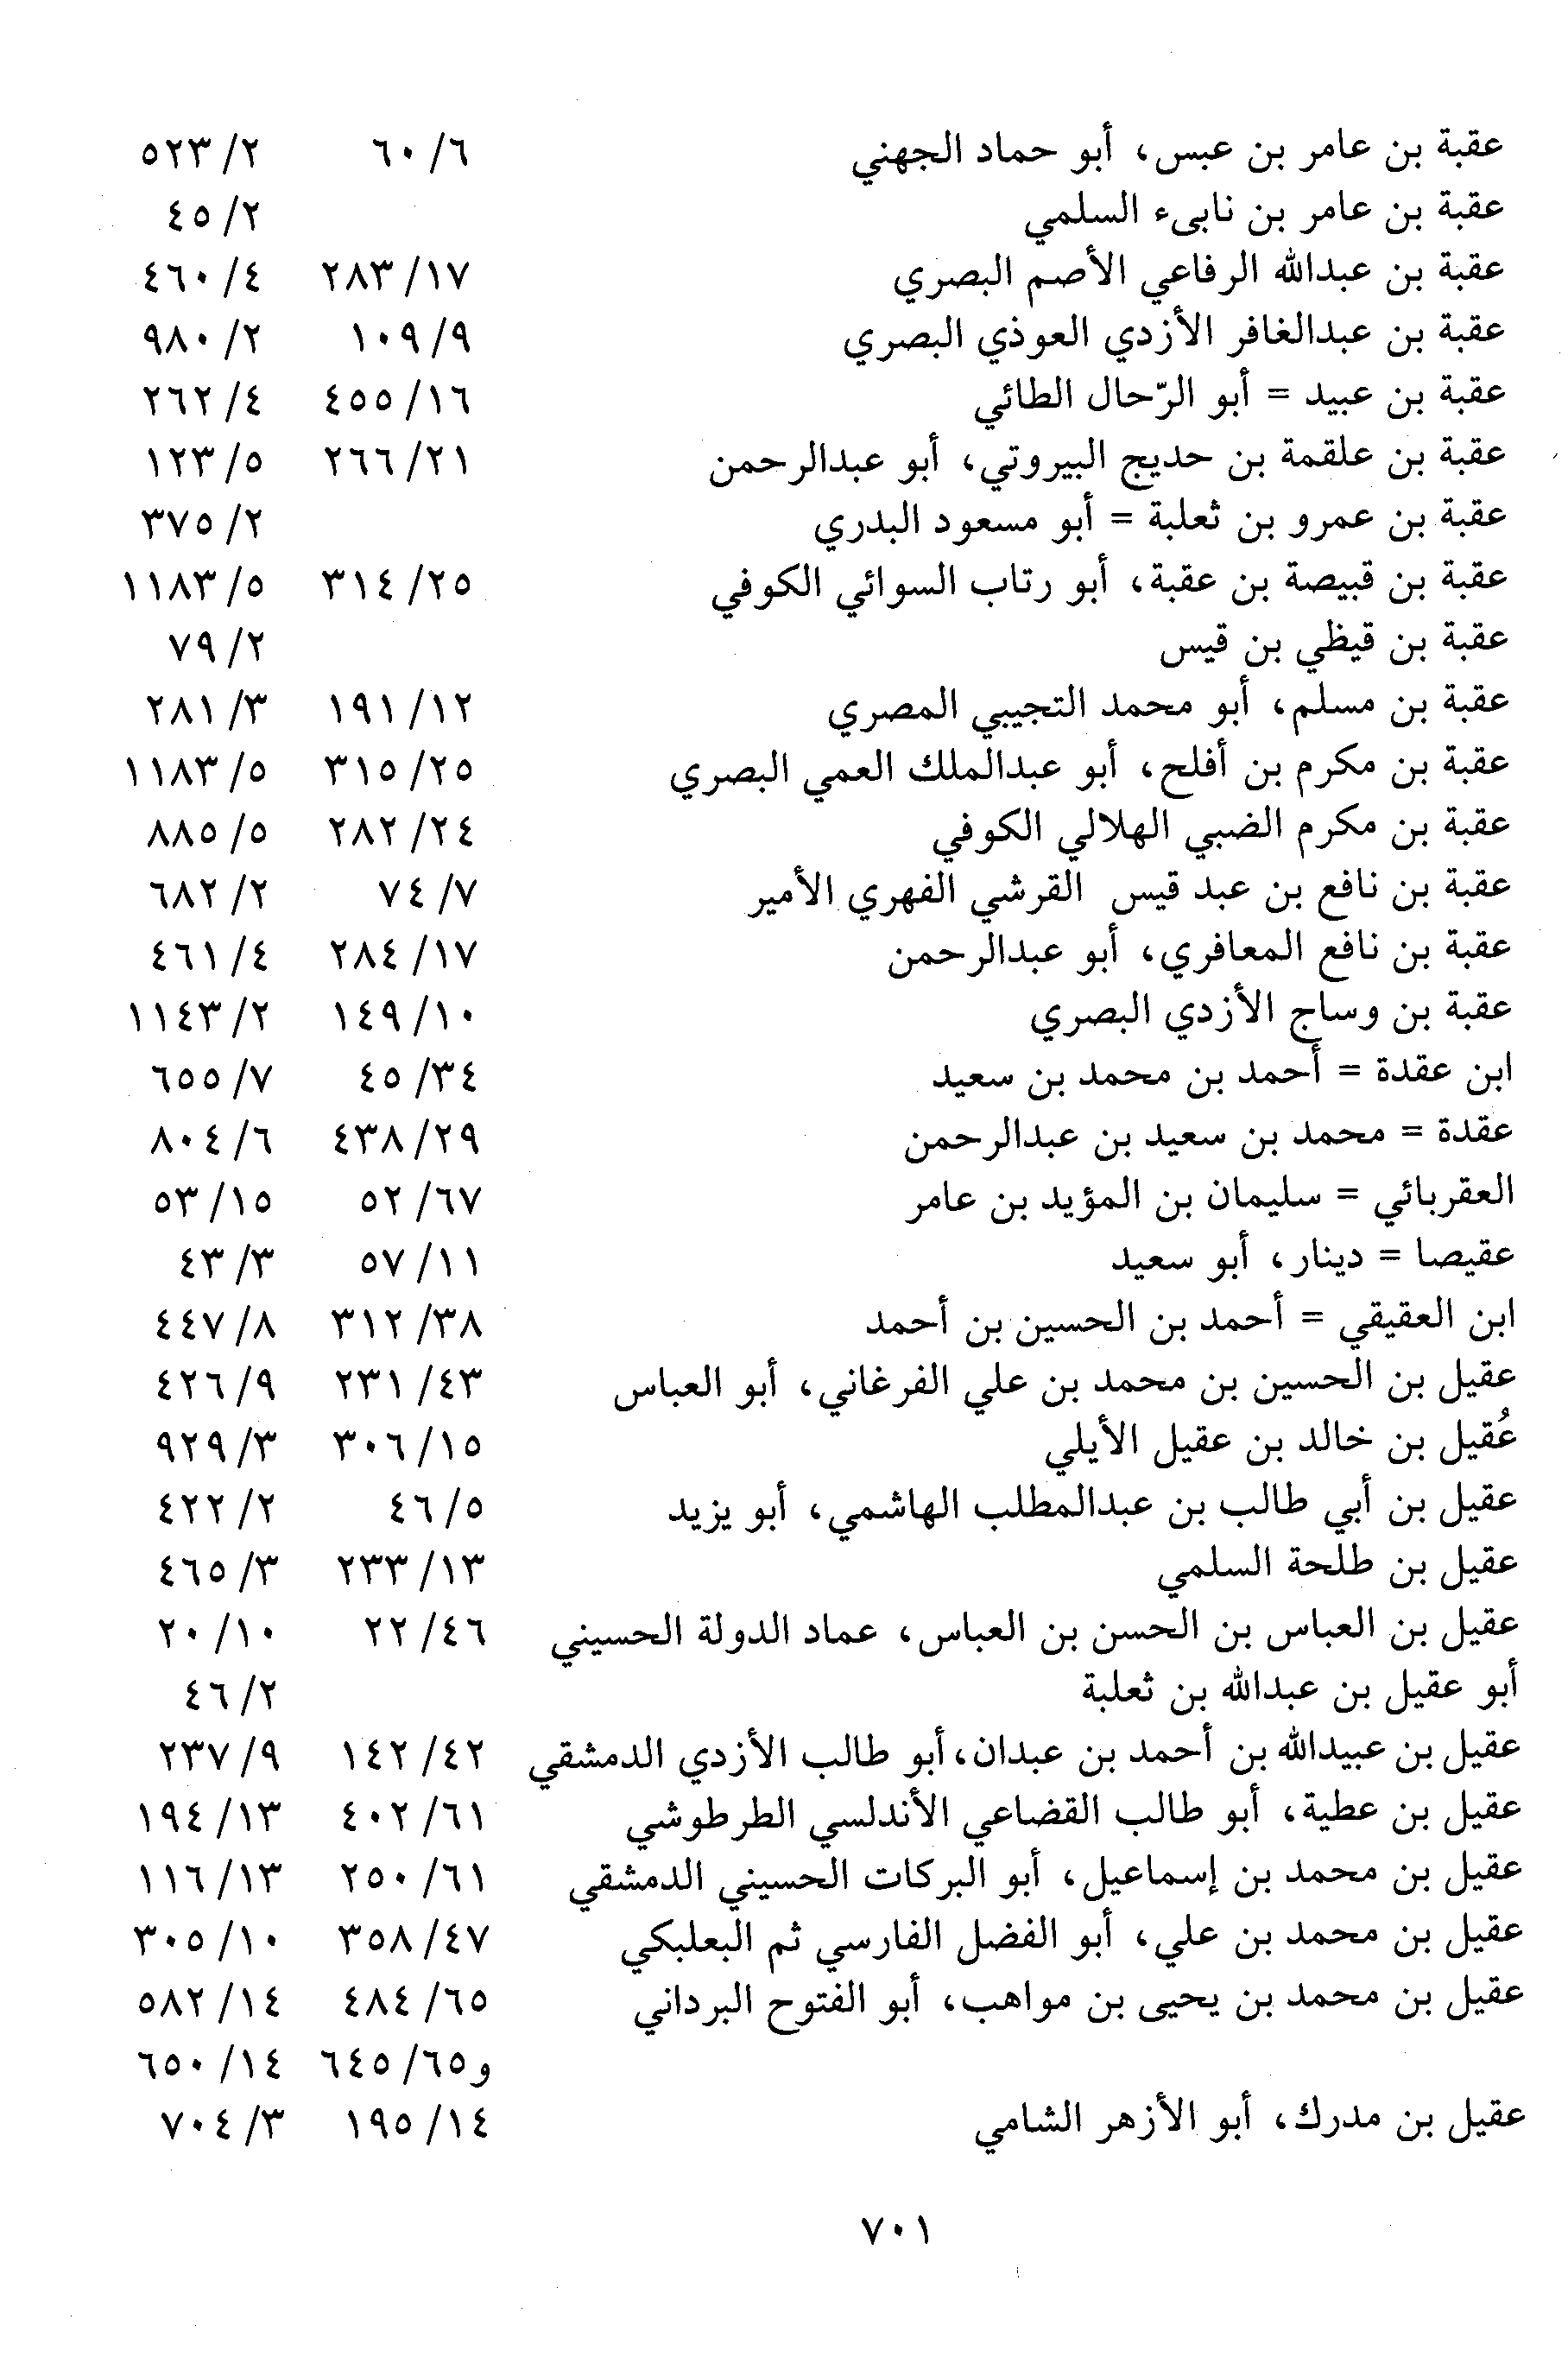 عقبة بن عامر بن عبس، أبو حماد الجهني ٦/ ٦٠ ٢/ ٥٢٣
عقبة بن عامر بن نابىء السلمي ٢/ ٤٥
عقبة بن عبدالله الرفاعي الأصم البصري ١٧/ ٢٨٣ ٤/ ٤٦٠
عقبة بن عبدالغافر الأزدي العوذي البصري ٩/ ١٠٩ ٢/ ٩٨٠
عقبة بن عبيد = أبو الرّحال الطائي ١٦/ ٤٥٥ ٤/ ٢٦٢
عقبة بن علقمة بن حديج البيروتي، أبو عبدالرحمن ٢١/ ٢٦٦ ٥/ ١٢٣
عقبة بن عمرو بن ثعلبة = أبو مسعود البدري ٢/ ٣٧٥
عقبة بن قبيصة بن عقبة، أبو رتاب السوائي الكوفي ٢٥/ ٣١٤ ٥/ ١١٨٣
عقبة بن قيظي بن قيس ٢/ ٧٩
عقبة بن مسلم، أبو محمد التجيبي المصري ١٢/ ١٩١ ٣/ ٢٨١
عقبة بن مكرم بن أفلح، أبو عبدالملك العمي البصري ٢٥/ ٣١٥ ٥/ ١١٨٣
عقبة بن مكرم الضبي الهلالي الكوفي ٢٤/ ٢٨٢ ٥/ ٨٨٥
عقبة بن نافع بن عبد قيس القرشي الفهري الأمير ٧/ ٧٤ ٢/ ٦٨٢
عقبة بن نافع المعافري، أبو عبدالرحمن ١٧/ ٢٨٤ ٤/ ٤٦١
عقبة بن وساج الأزدي البصري ١٠/ ١٤٩ ٢/ ١١٤٣
ابن عقدة = أحمد بن محمد بن سعيد ٣٤/ ٤٥ ٧/ ٦٥٥
عقدة = محمد بن سعيد بن عبدالرحمن ٢٩/ ٤٣٨ ٦/ ٨٠٤
العقربائي = سليمان بن المؤيد بن عامر ٦٧/ ٥٢ ١٥/ ٥٣
عقيصا = دينار، أبو سعيد ١١/ ٥٧ ٣/ ٤٣
ابن العقيقي = أحمد بن الحسين بن أحمد ٣٨/ ٣١٢ ٨/ ٤٤٧
عقيل بن الحسين بن محمد بن علي الفرغاني، أبو العباس ٤٣/ ٢٣١ ٩/ ٤٢٦
عُقيل بن خالد بن عقيل الأيلي ١٥/ ٣٠٦ ٣/ ٩٢٩
عقيل بن أبي طالب بن عبدالمطلب الهاشمي، أبو يزيد ٥/ ٤٦ ٢/ ٤٢٢
عقيل بن طلحة السلمي ١٣/ ٢٣٣ ٣/ ٤٦٥
عقيل بن العباس بن الحسن بن العباس، عماد الدولة الحسيني ٤٦/ ٢٢ ١٠/ ٢٠
أبو عقيل بن عبدالله بن ثعلبة ٢/ ٤٦
عقيل بن عبيدالله بن أحمد بن عبدان، أبو طالب الأزدي الدمشقي ٤٢/ ١٤٢ ٩/ ٢٣٧
عقيل بن عطية، أبو طالب القضاعي الأندلسي الطرطوشي ٦١/ ٤٠٢ ١٣/ ١٩٤
عقيل بن محمد بن إسماعيل، أبو البركات الحسيني الدمشقي ٦١/ ٢٥٠ ١٣/ ١١٦
عقيل بن محمد بن علي، أبو الفضل الفارسي ثم البعلبكي ٤٧/ ٣٥٨ ١٠/ ٣٠٥
عقيل بن محمد بن يحيى بن مواهب، أبو الفتوح البرداني ٦٥/ ٤٨٤ ١٤/ ٥٨٢
و٦٥/ ٦٤٥ ١٤/ ٦٥٠
عقيل بن مدرك، أبو الأزهر الشامي ١٤/ ١٩٥ ٣/ ٧٠٤
٧٠١